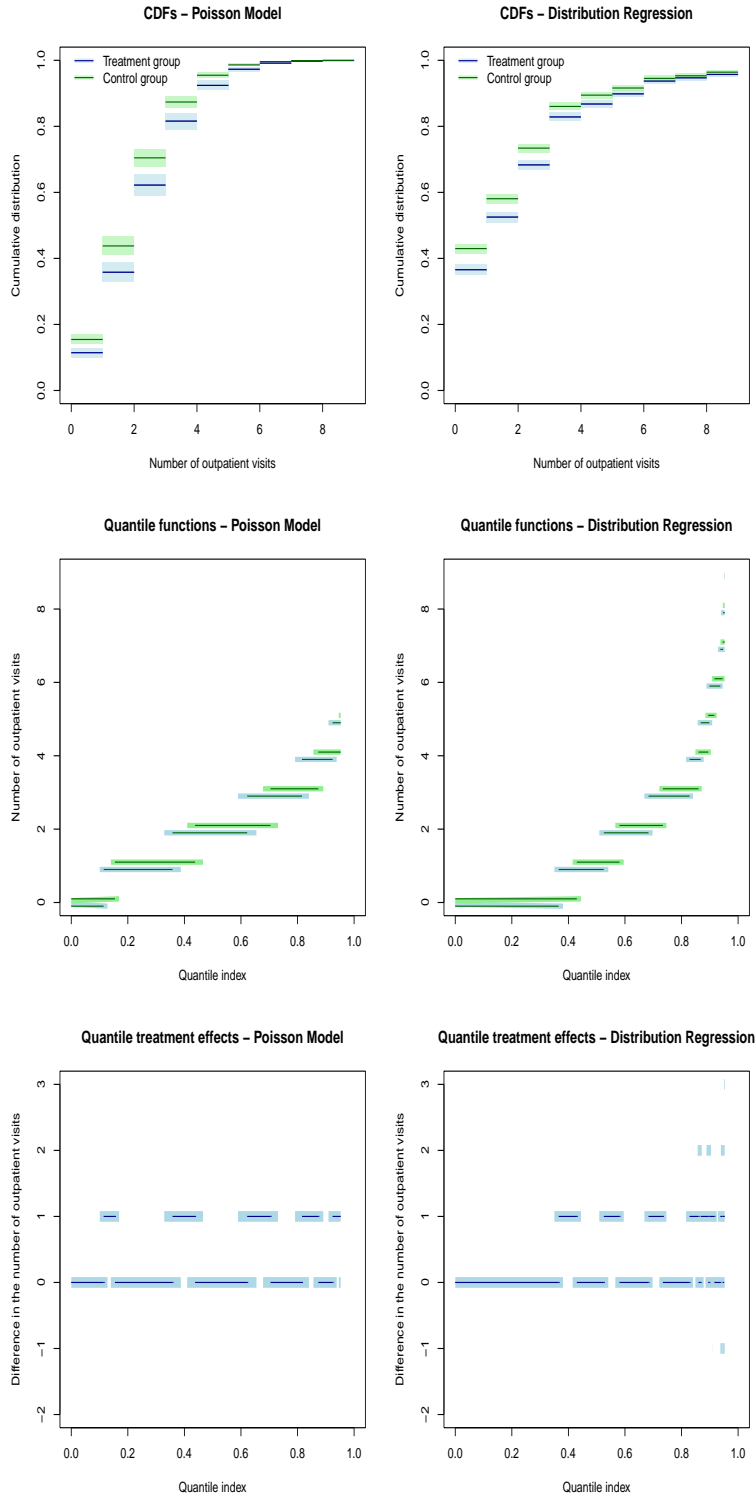 CDFs – Poisson Model
Treatment group
Control group
Cumulative distribution
0.0
0.2
0.4
0.6
0.8
1.0
0 2 4 6 8
Number of outpatient visits
CDFs – Distribution Regression
Treatment group
Control group
Cumulative distribution
0.0
0.2
0.4
0.6
0.8
1.0
0 2 4 6 8
Number of outpatient visits
Quantile functions – Poisson Model
Number of outpatient visits
0
2
4
6
8
0.0 0.2 0.4 0.6 0.8 1.0
Quantile index
Quantile functions – Distribution Regression
Number of outpatient visits
0
2
4
6
8
0.0 0.2 0.4 0.6 0.8 1.0
Quantile index
Quantile treatment effects – Poisson Model
Difference in the number of outpatient visits
−2
−1
0
1
2
3
0.0 0.2 0.4 0.6 0.8 1.0
Quantile index
Quantile treatment effects – Distribution Regression
Difference in the number of outpatient visits
−2
−1
0
1
2
3
0.0 0.2 0.4 0.6 0.8 1.0
Quantile index